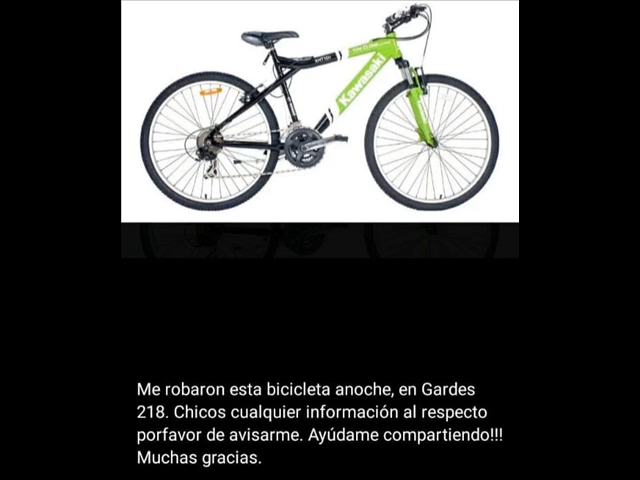 Kawasaki
Me robaron esta bicicleta anoche, en Gardes
218. Chicos cualquier información al respecto
porfavor de avisarme. Ayúdame compartiendo!!!
Muchas gracias.